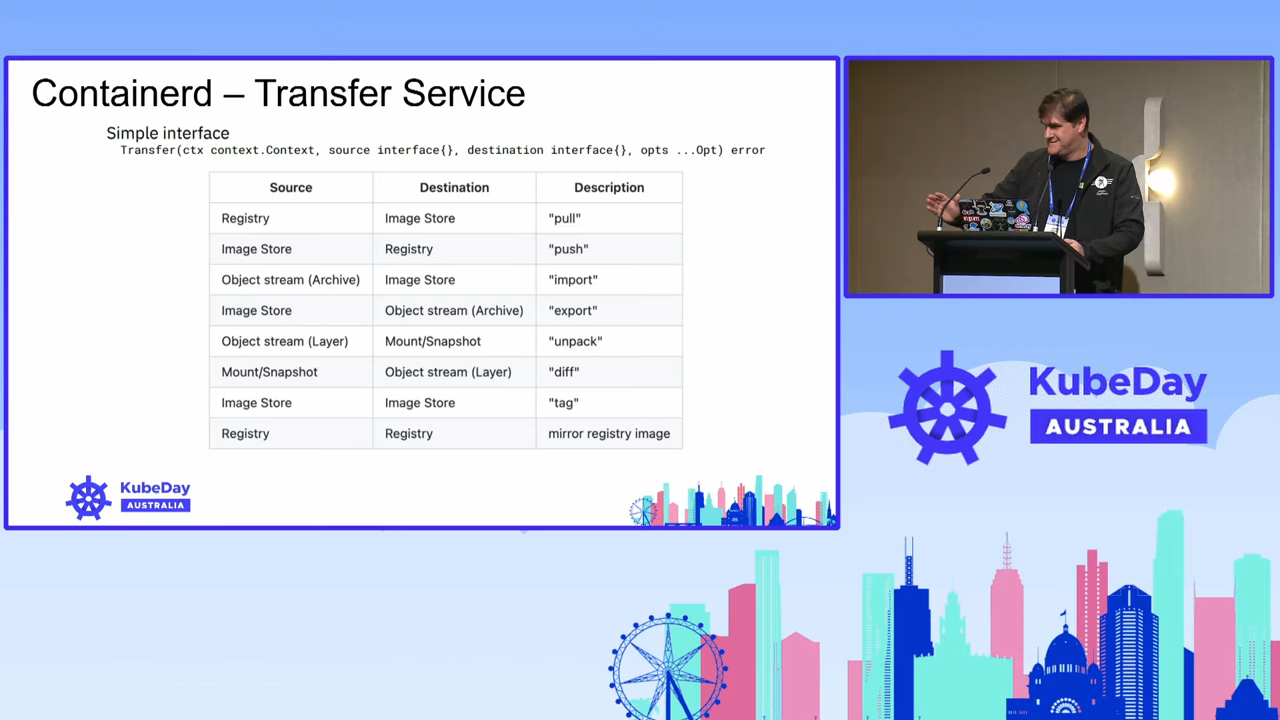 Containerd – Transfer Service
Simple interface
Transfer(ctx context.Context, source interface{}, destination interface{}, opts ...Opt) error
Source Destination Description
Registry Image Store "pull"
Image Store Registry "push"
Object stream (Archive) Image Store "import"
Image Store Object stream (Archive) "export"
Object stream (Layer) Mount/Snapshot "unpack"
Mount/Snapshot Object stream (Layer) "diff"
Image Store Image Store "tag"
Registry Registry mirror registry image
KubeDay
AUSTRALIA
KubeDay
AUSTRALIA